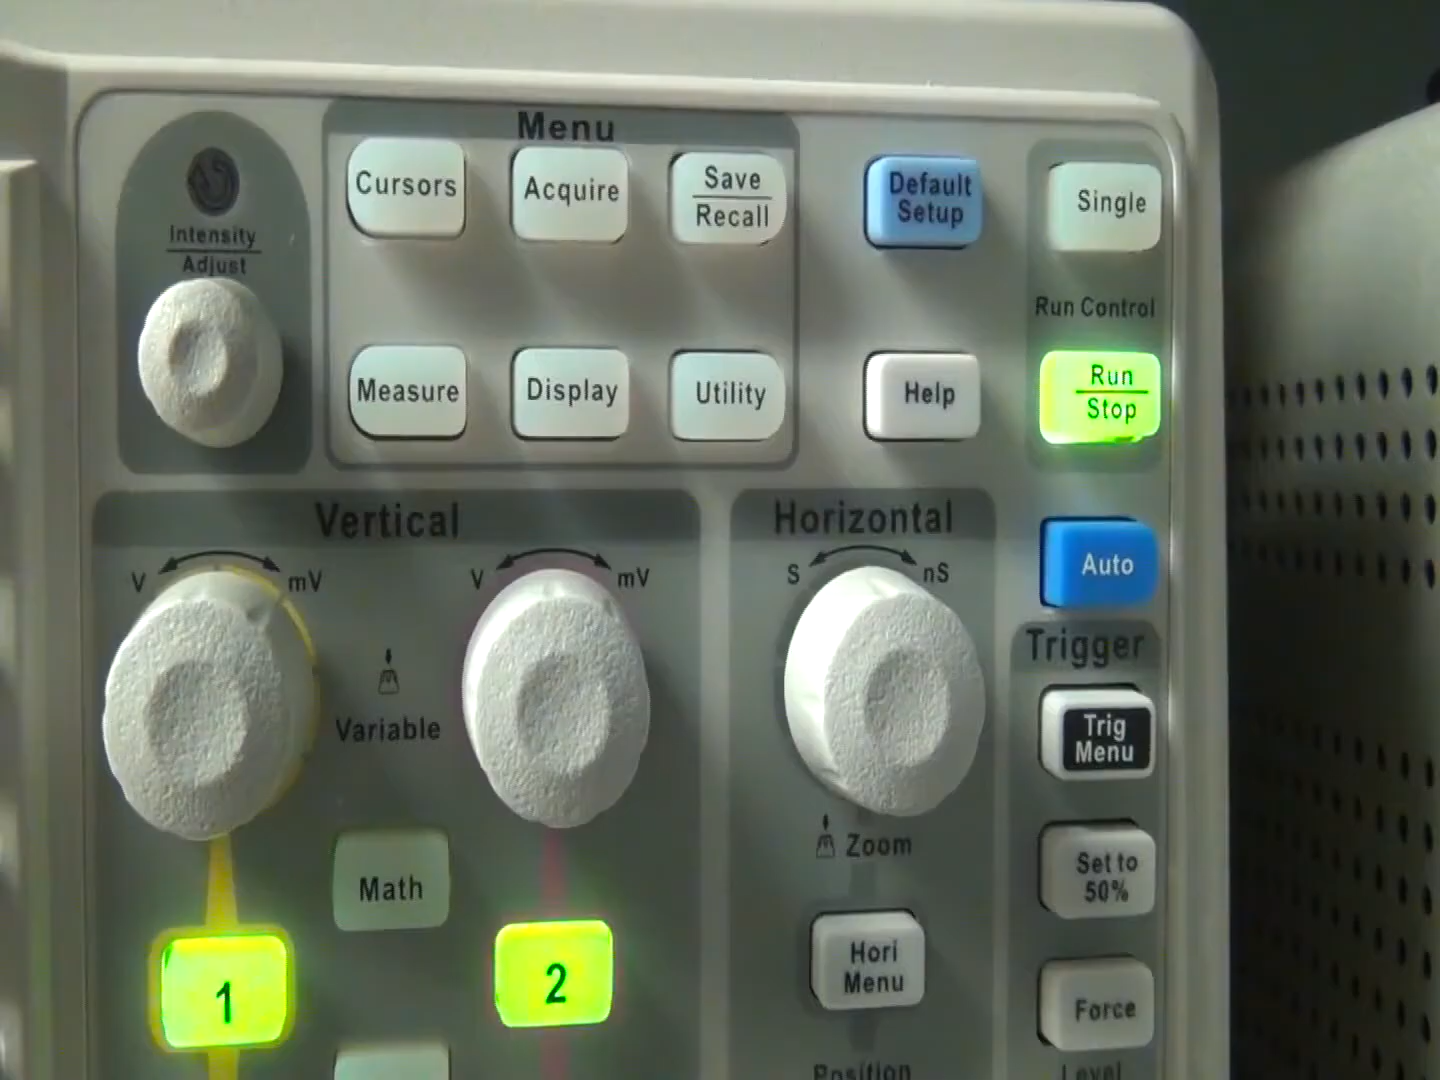 Menu
Intensity
Adjust
Cursors
Acquire
Save
Recall
Default
Setup
Single
Run Control
Measure
Display
Utility
Help
Run
Stop
Vertical
Horizontal
Auto
V
mV
V
mV
S
nS
Trigger
Variable
Trig
Menu
Zoom
Math
Set to
50%
1
2
Hori
Menu
Force
Position
Level